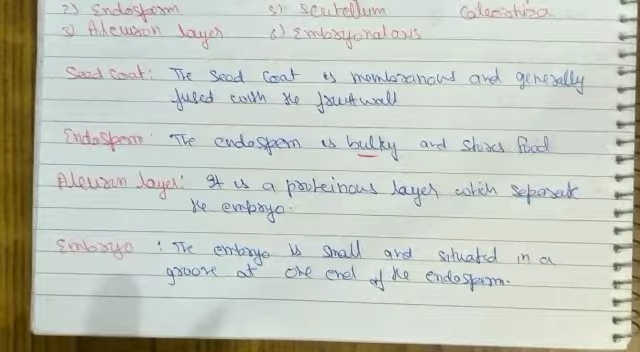 2) Endosperm 5) Scutellum Coleorhiza
3) Aleuron layer 6) Embryonal axis
Seed coat: The seed coat is membranous and generally
fused with the fruit wall
Endosperm: The endosperm is bulky and stores food
Aleuron layer: It is a proteinous layer which separate
the embryo.
Embryo : The embryo is small and situated in a
groove at one end of the endosperm.